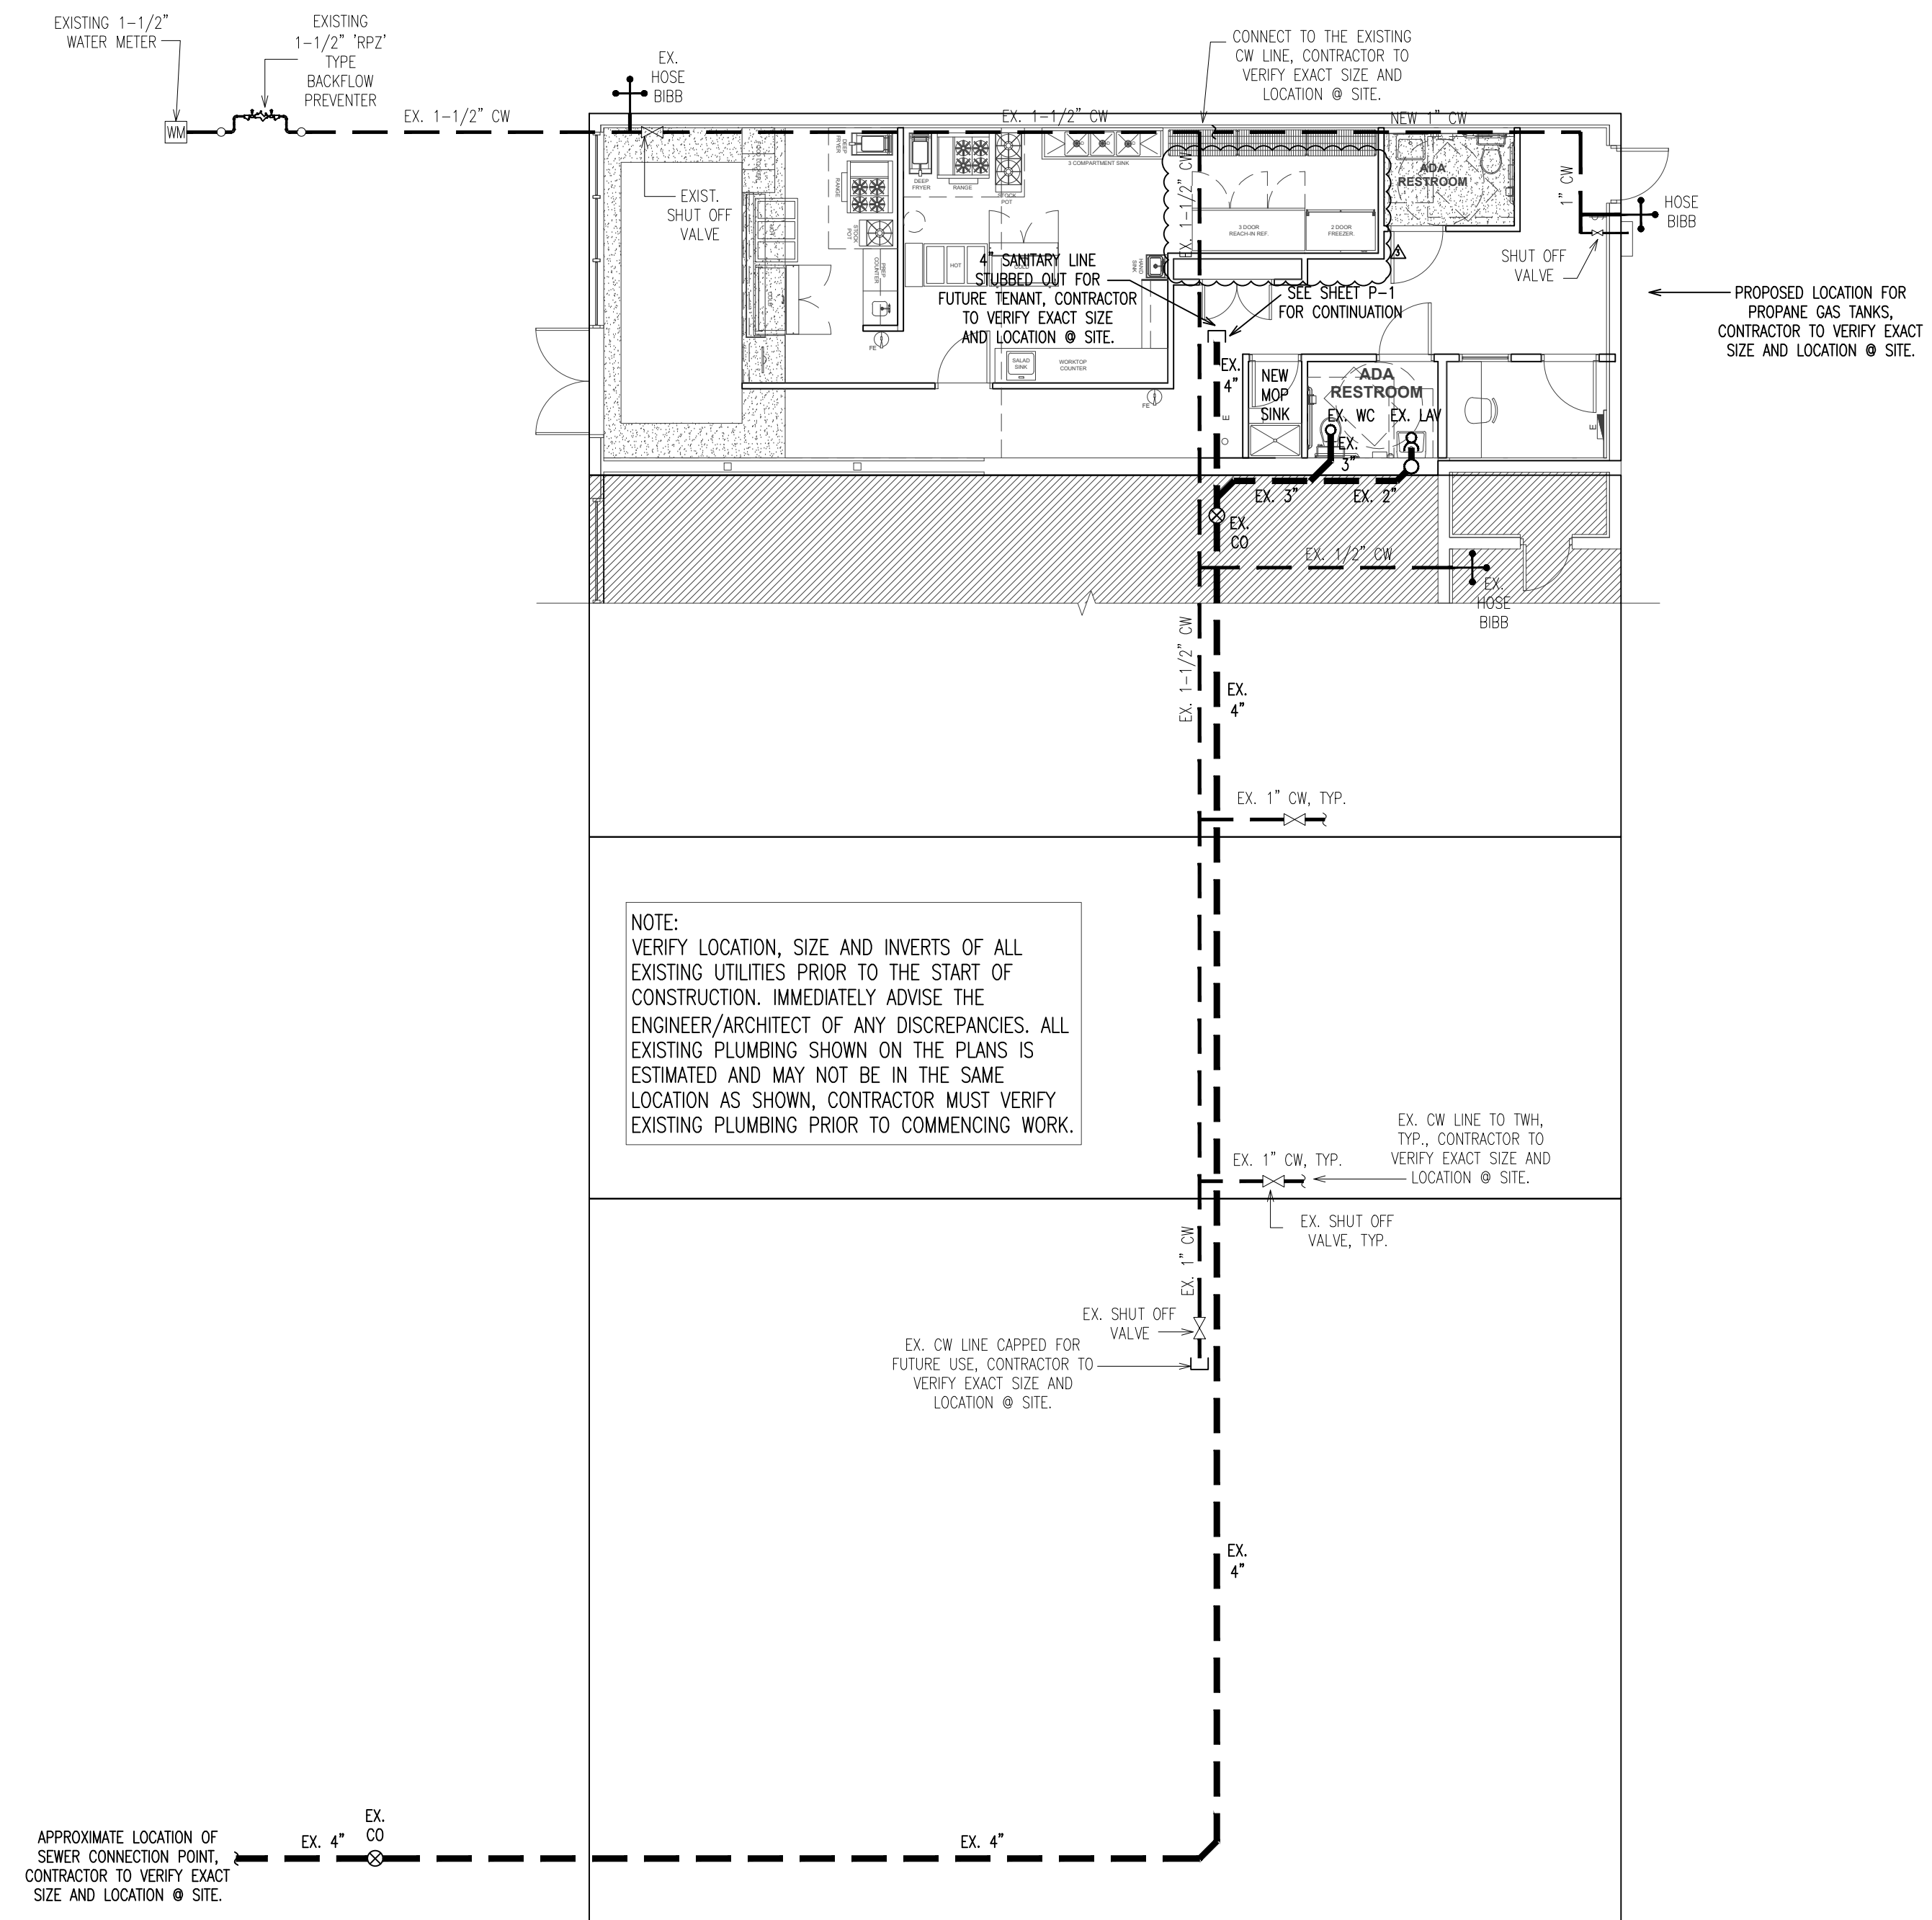 EXISTING 1-1/2"
WATER METER
EXISTING
1-1/2" 'RPZ'
TYPE
BACKFLOW
PREVENTER
WM
EX. 1-1/2" CW
EX.
HOSE
BIBB
EXIST.
SHUT OFF
VALVE
EX. 1-1/2" CW
CONNECT TO THE EXISTING
CW LINE, CONTRACTOR TO
VERIFY EXACT SIZE AND
LOCATION @ SITE.
NEW 1" CW
1" CW
HOSE
BIBB
SHUT OFF
VALVE
DEEP
FRYER
RANGE
STOCK
POT
PREP
COUNTER
FE
DEEP
FRYER
RANGE
STOCK
POT
3 COMPARTMENT SINK
HOT
HAND
SINK
EX. 1-1/2" CW
3 DOOR
REACH-IN REF.
2 DOOR
FREEZER.
3
ADA
RESTROOM
4" SANITARY LINE
STUBBED OUT FOR
FUTURE TENANT, CONTRACTOR
TO VERIFY EXACT SIZE
AND LOCATION @ SITE.
SEE SHEET P-1
FOR CONTINUATION
PROPOSED LOCATION FOR
PROPANE GAS TANKS,
CONTRACTOR TO VERIFY EXACT
SIZE AND LOCATION @ SITE.
SALAD
SINK
WORKTOP
COUNTER
FE
EX.
4"
NEW
MOP
SINK
ADA
RESTROOM
EX. WC
EX. LAV
EX.
3"
E
E
EX. 3"
EX. 2"
EX.
CO
EX. 1/2" CW
EX.
HOSE
BIBB
EX. 1-1/2" CW
EX.
4"
EX. 1" CW, TYP.
NOTE:
VERIFY LOCATION, SIZE AND INVERTS OF ALL
EXISTING UTILITIES PRIOR TO THE START OF
CONSTRUCTION. IMMEDIATELY ADVISE THE
ENGINEER/ARCHITECT OF ANY DISCREPANCIES. ALL
EXISTING PLUMBING SHOWN ON THE PLANS IS
ESTIMATED AND MAY NOT BE IN THE SAME
LOCATION AS SHOWN, CONTRACTOR MUST VERIFY
EXISTING PLUMBING PRIOR TO COMMENCING WORK.
EX. 1" CW, TYP.
EX. CW LINE TO TWH,
TYP., CONTRACTOR TO
VERIFY EXACT SIZE AND
LOCATION @ SITE.
EX. SHUT OFF
VALVE, TYP.
EX. 1" CW
EX. SHUT OFF
VALVE
EX. CW LINE CAPPED FOR
FUTURE USE, CONTRACTOR TO
VERIFY EXACT SIZE AND
LOCATION @ SITE.
EX.
4"
APPROXIMATE LOCATION OF
SEWER CONNECTION POINT,
CONTRACTOR TO VERIFY EXACT
SIZE AND LOCATION @ SITE.
EX. 4"
EX.
CO
EX. 4"